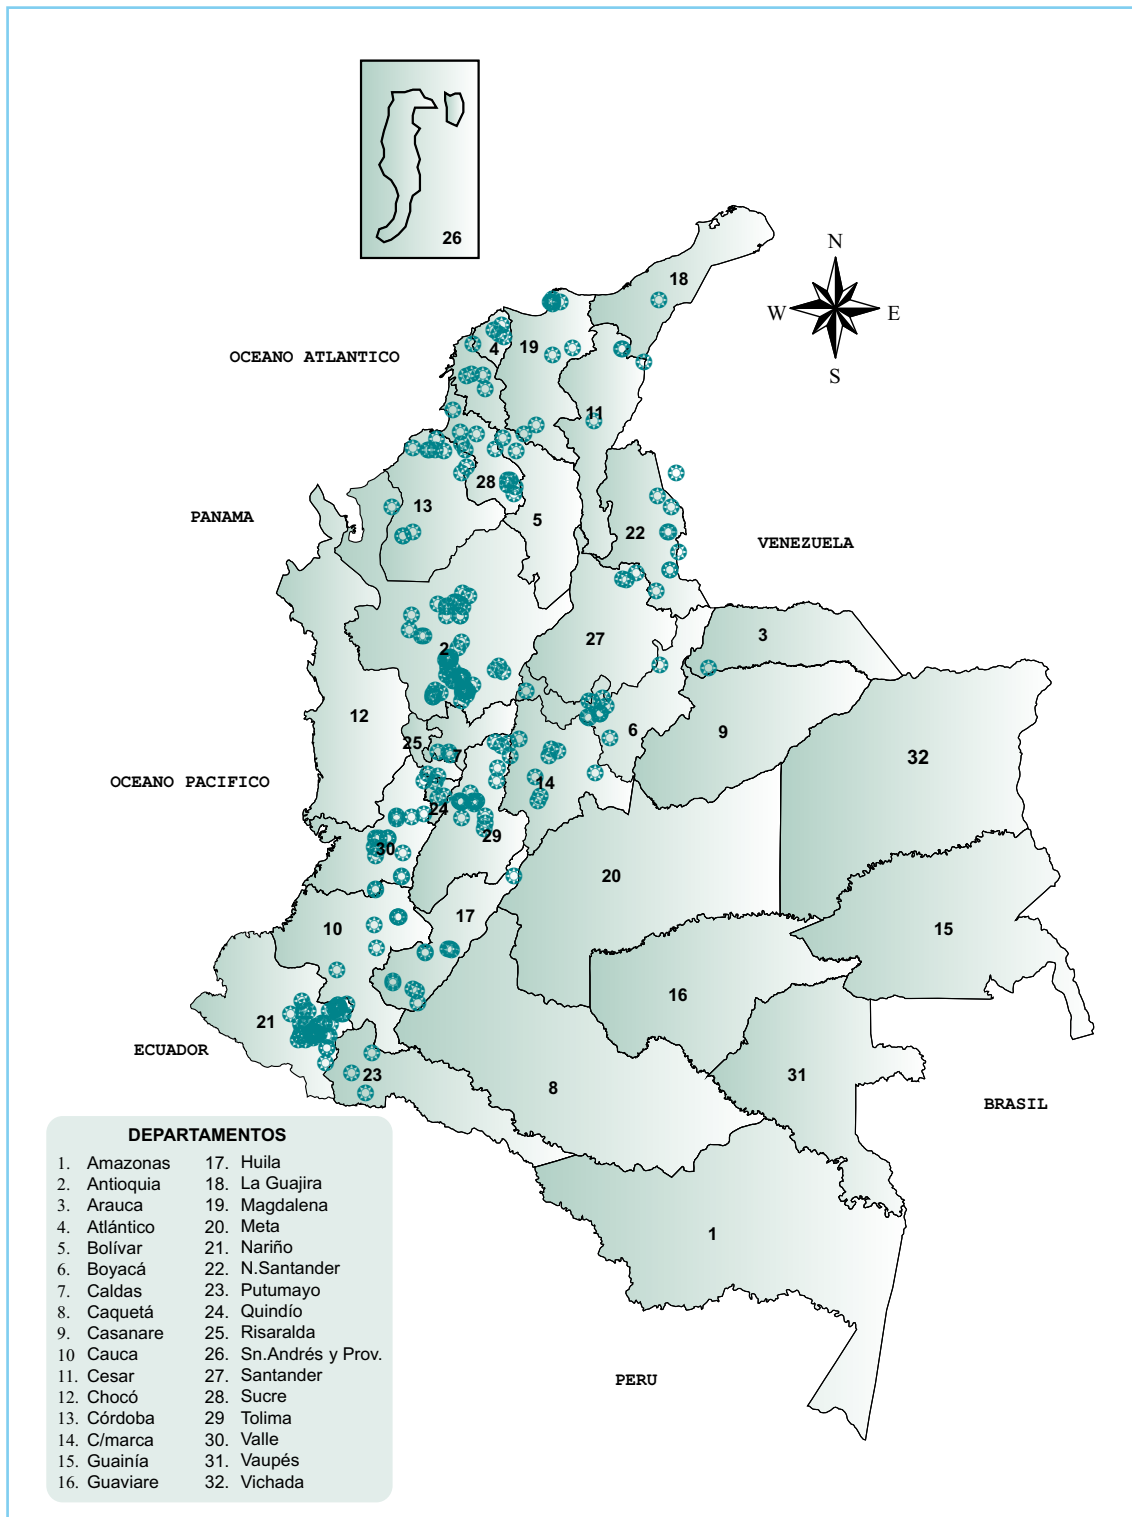 26
N
18
W
E
S
OCEANO ATLANTICO
4
19
11
28
13
5
PANAMA
22
VENEZUELA
27
3
2
12
25
7
6
9
32
OCEANO PACIFICO
14
24
29
30
20
17
10
15
16
21
ECUADOR
23
8
31
BRASIL
1
PERU
DEPARTAMENTOS
1. Amazonas
2. Antioquia
3. Arauca
4. Atlántico
5. Bolívar
6. Boyacá
7. Caldas
8. Caquetá
9. Casanare
10 Cauca
11. Cesar
12. Chocó
13. Córdoba
14. C/marca
15. Guainía
16. Guaviare
17. Huila
18. La Guajira
19. Magdalena
20. Meta
21. Nariño
22. N.Santander
23. Putumayo
24. Quindío
25. Risaralda
26. Sn.Andrés y Prov.
27. Santander
28. Sucre
29 Tolima
30. Valle
31. Vaupés
32. Vichada